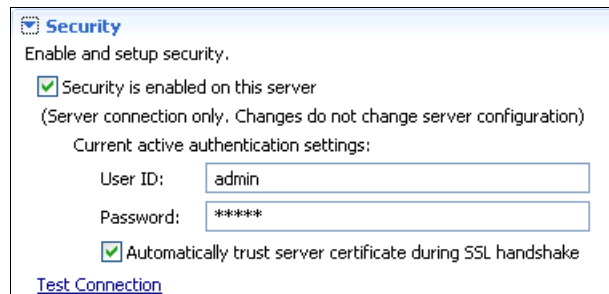 Security
Enable and setup security.
Security is enabled on this server
(Server connection only. Changes do not change server configuration)
Current active authentication settings:
User ID: admin
Password: *****
Automatically trust server certificate during SSL handshake
Test Connection